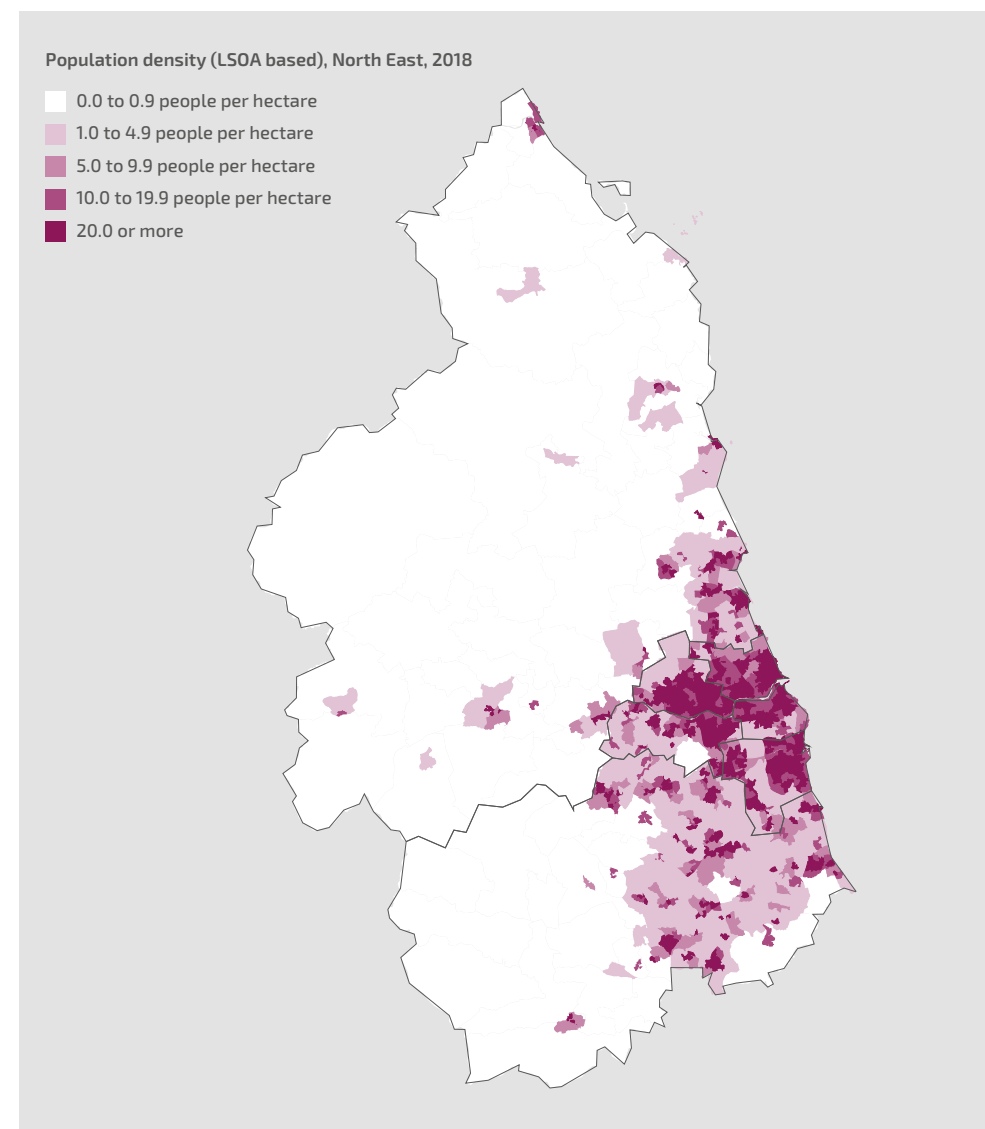 Population density (LSOA based), North East, 2018
0.0 to 0.9 people per hectare
1.0 to 4.9 people per hectare
5.0 to 9.9 people per hectare
10.0 to 19.9 people per hectare
20.0 or more